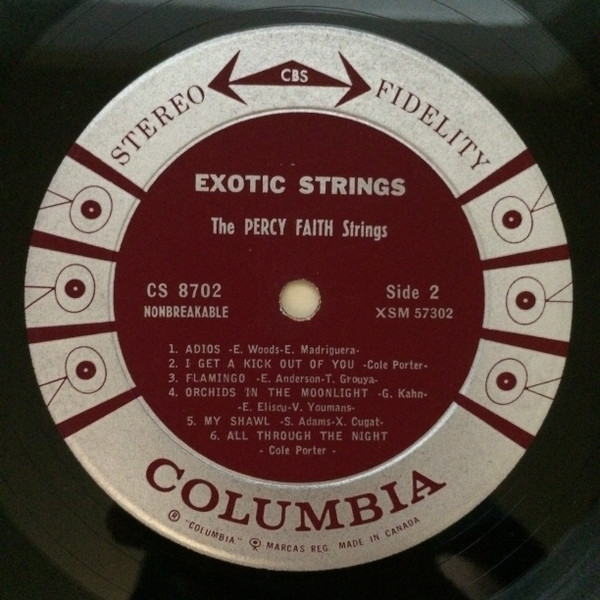 CBS
STEREO FIDELITY
EXOTIC STRINGS
The PERCY FAITH Strings
CS 8702
NONBREAKABLE
Side 2
XSM 57302
1. ADIOS -E. Woods-E. Madriguera-
2. I GET A KICK OUT OF YOU -Cole Porter-
3. FLAMINGO -E. Anderson-T. Grouya-
4. ORCHIDS IN THE MOONLIGHT -G. Kahn-
-E. Eliscu-V. Youmans-
5. MY SHAWL -S. Adams-X. Cugat-
6. ALL THROUGH THE NIGHT
- Cole Porter -
COLUMBIA
® "COLUMBIA" MARCAS REG. MADE IN CANADA